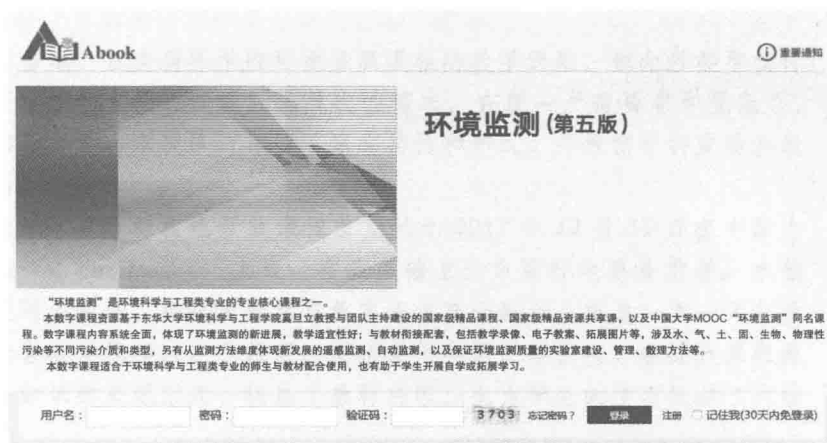 Abook
重要通知
环境监测(第五版)
“环境监测”是环境科学与工程类专业的专业核心课程之一。
本数字课程资源基于东华大学环境科学与工程学院奚旦立教授与团队主持建设的国家级精品课程、国家级精品资源共享课，以及中国大学MOOC“环境监测”同名课
程。数字课程内容系统全面，体现了环境监测的新进展，教学适宜性好；与教材衔接配套，包括教学录像、电子教案、拓展图片等，涉及水、气、土、固、生物、物理性
污染等不同污染介质和类型，另有从监测方法维度体现新发展的遥感监测、自动监测，以及保证环境监测质量的实验室建设、管理、数理方法等。
本数字课程适合于环境科学与工程类专业的师生与教材配合使用，也有助于学生开展自学或拓展学习。
用户名： 密码： 验证码： 3703 忘记密码？ 登录 注册 记住我(30天内免登录)